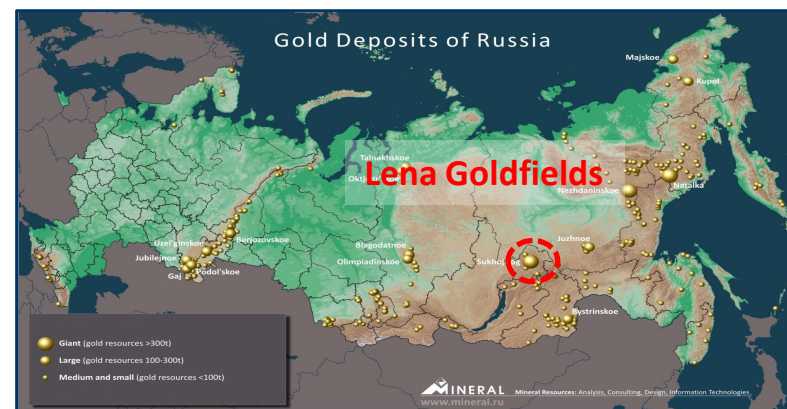 Gold Deposits of Russia
Majskoe
Kupol
Talnakhskoe
Lena Goldfields
Nezhdaninskoe
Natalka
Uzel'ginskoe
Berjozovskoe
Juzhnoe
Blagodatnoe
Jubilejnoe
Olimpiadinskoe
Gaj
Podol'skoe
Bystrinskoe
Giant (gold resources >300t)
Large (gold resources 100-300t)
Medium and small (gold resources <100t)
MINERAL Mineral Resources: Analysis, Consulting, Design, Information Technologies
www.mineral.ru